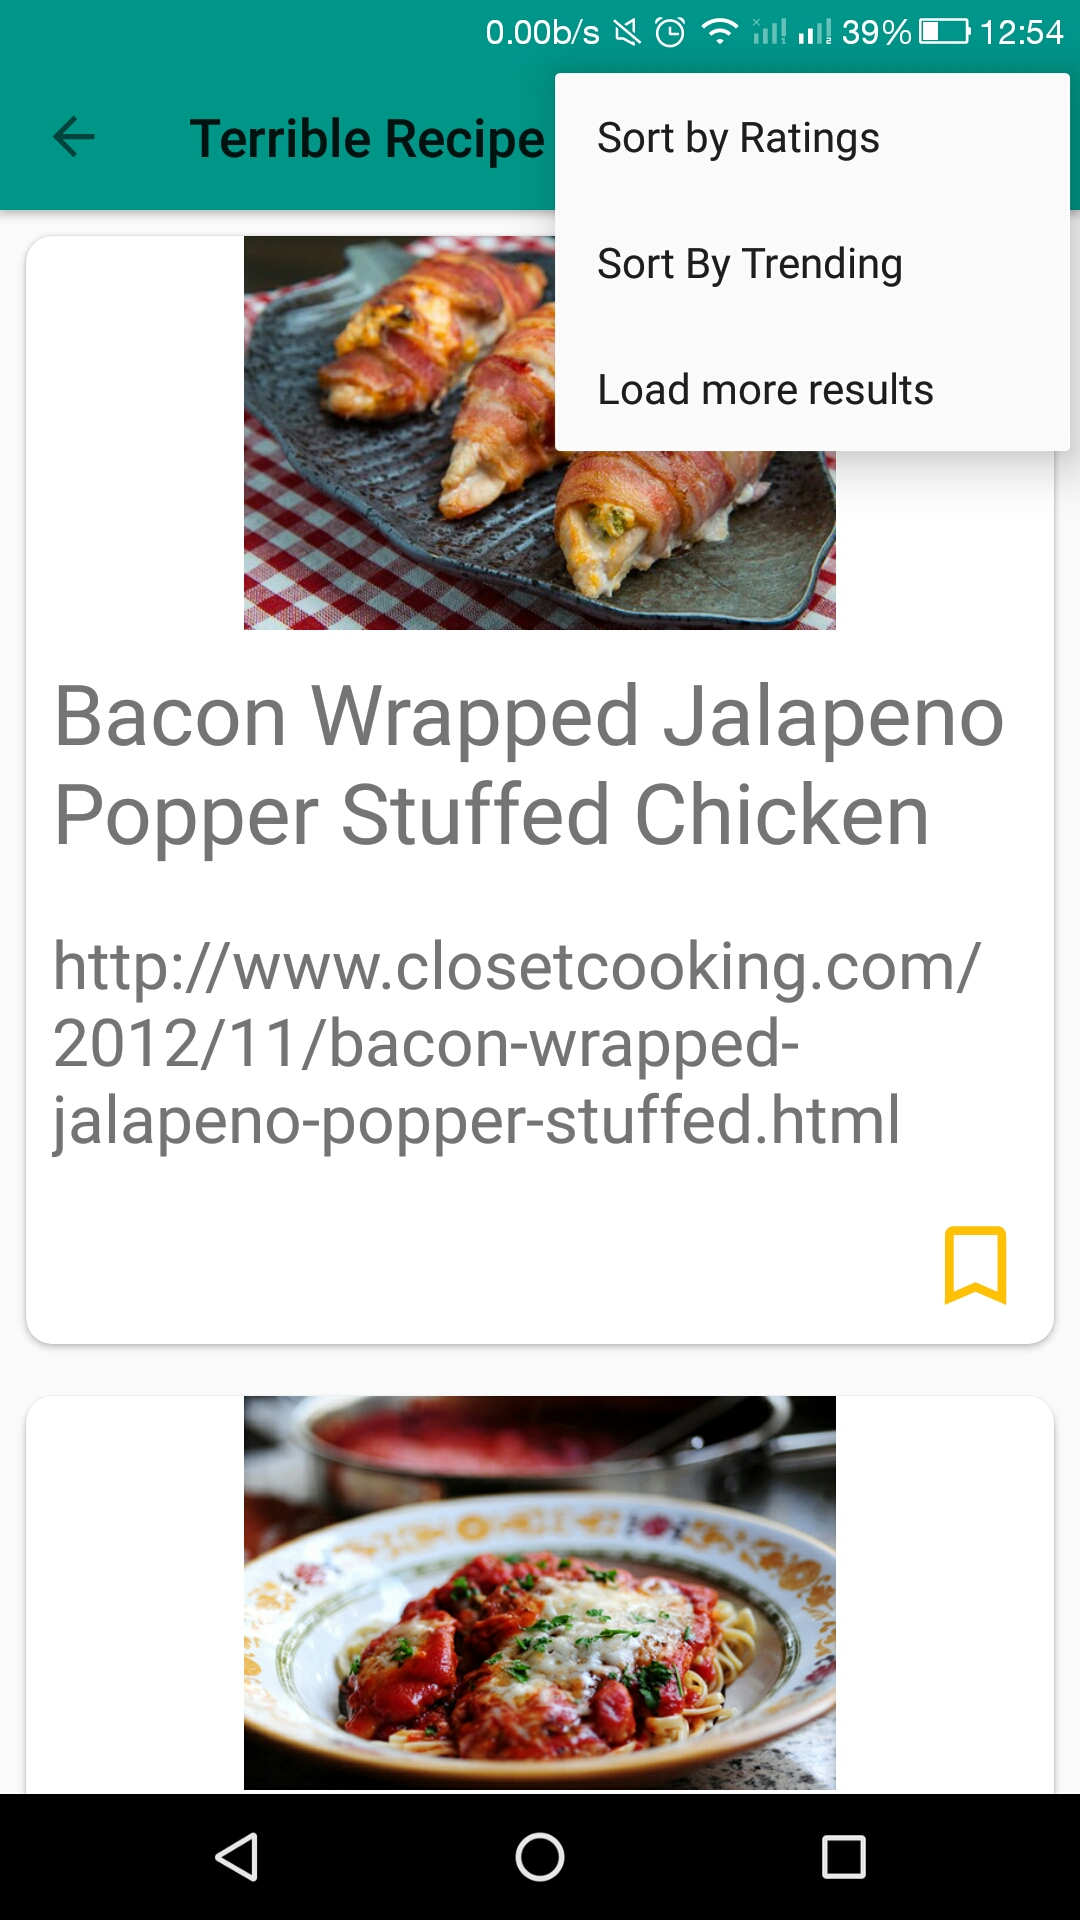 0.00b/s 39% 12:54
Terrible Recipe
Sort by Ratings
Sort By Trending
Load more results
Bacon Wrapped Jalapeno
Popper Stuffed Chicken
http://www.closetcooking.com/
2012/11/bacon-wrapped-
jalapeno-popper-stuffed.html